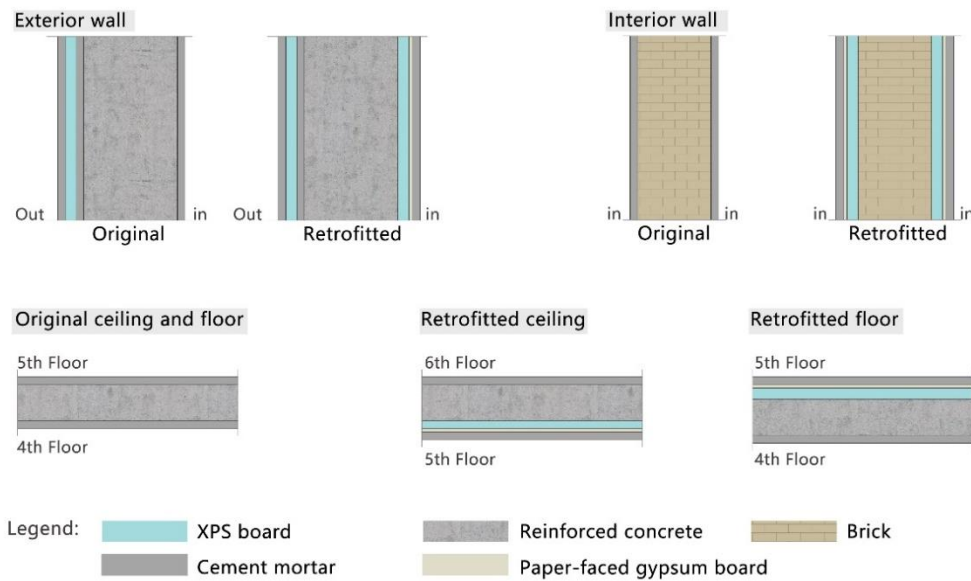 Exterior wall
Interior wall
Out
in
Original
Out
in
Retrofitted
in
in
Original
in
in
Retrofitted
Original ceiling and floor
5th Floor
4th Floor
Retrofitted ceiling
6th Floor
5th Floor
Retrofitted floor
5th Floor
4th Floor
Legend:
XPS board
Reinforced concrete
Brick
Cement mortar
Paper-faced gypsum board